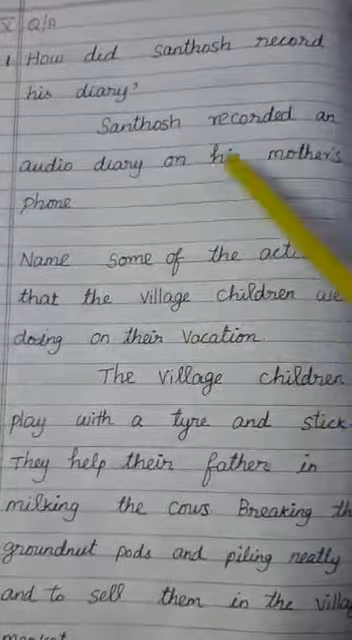 Q/A
1. How did Santhosh record
his diary?
Santhosh recorded an
audio diary on his mother's
phone
Name some of the
that the village children
doing on their vacation.
The village children
play with a tyre and stick
They help their father in
milking the cows Breaking
groundnut pods and piling neatly
and to sell them in the